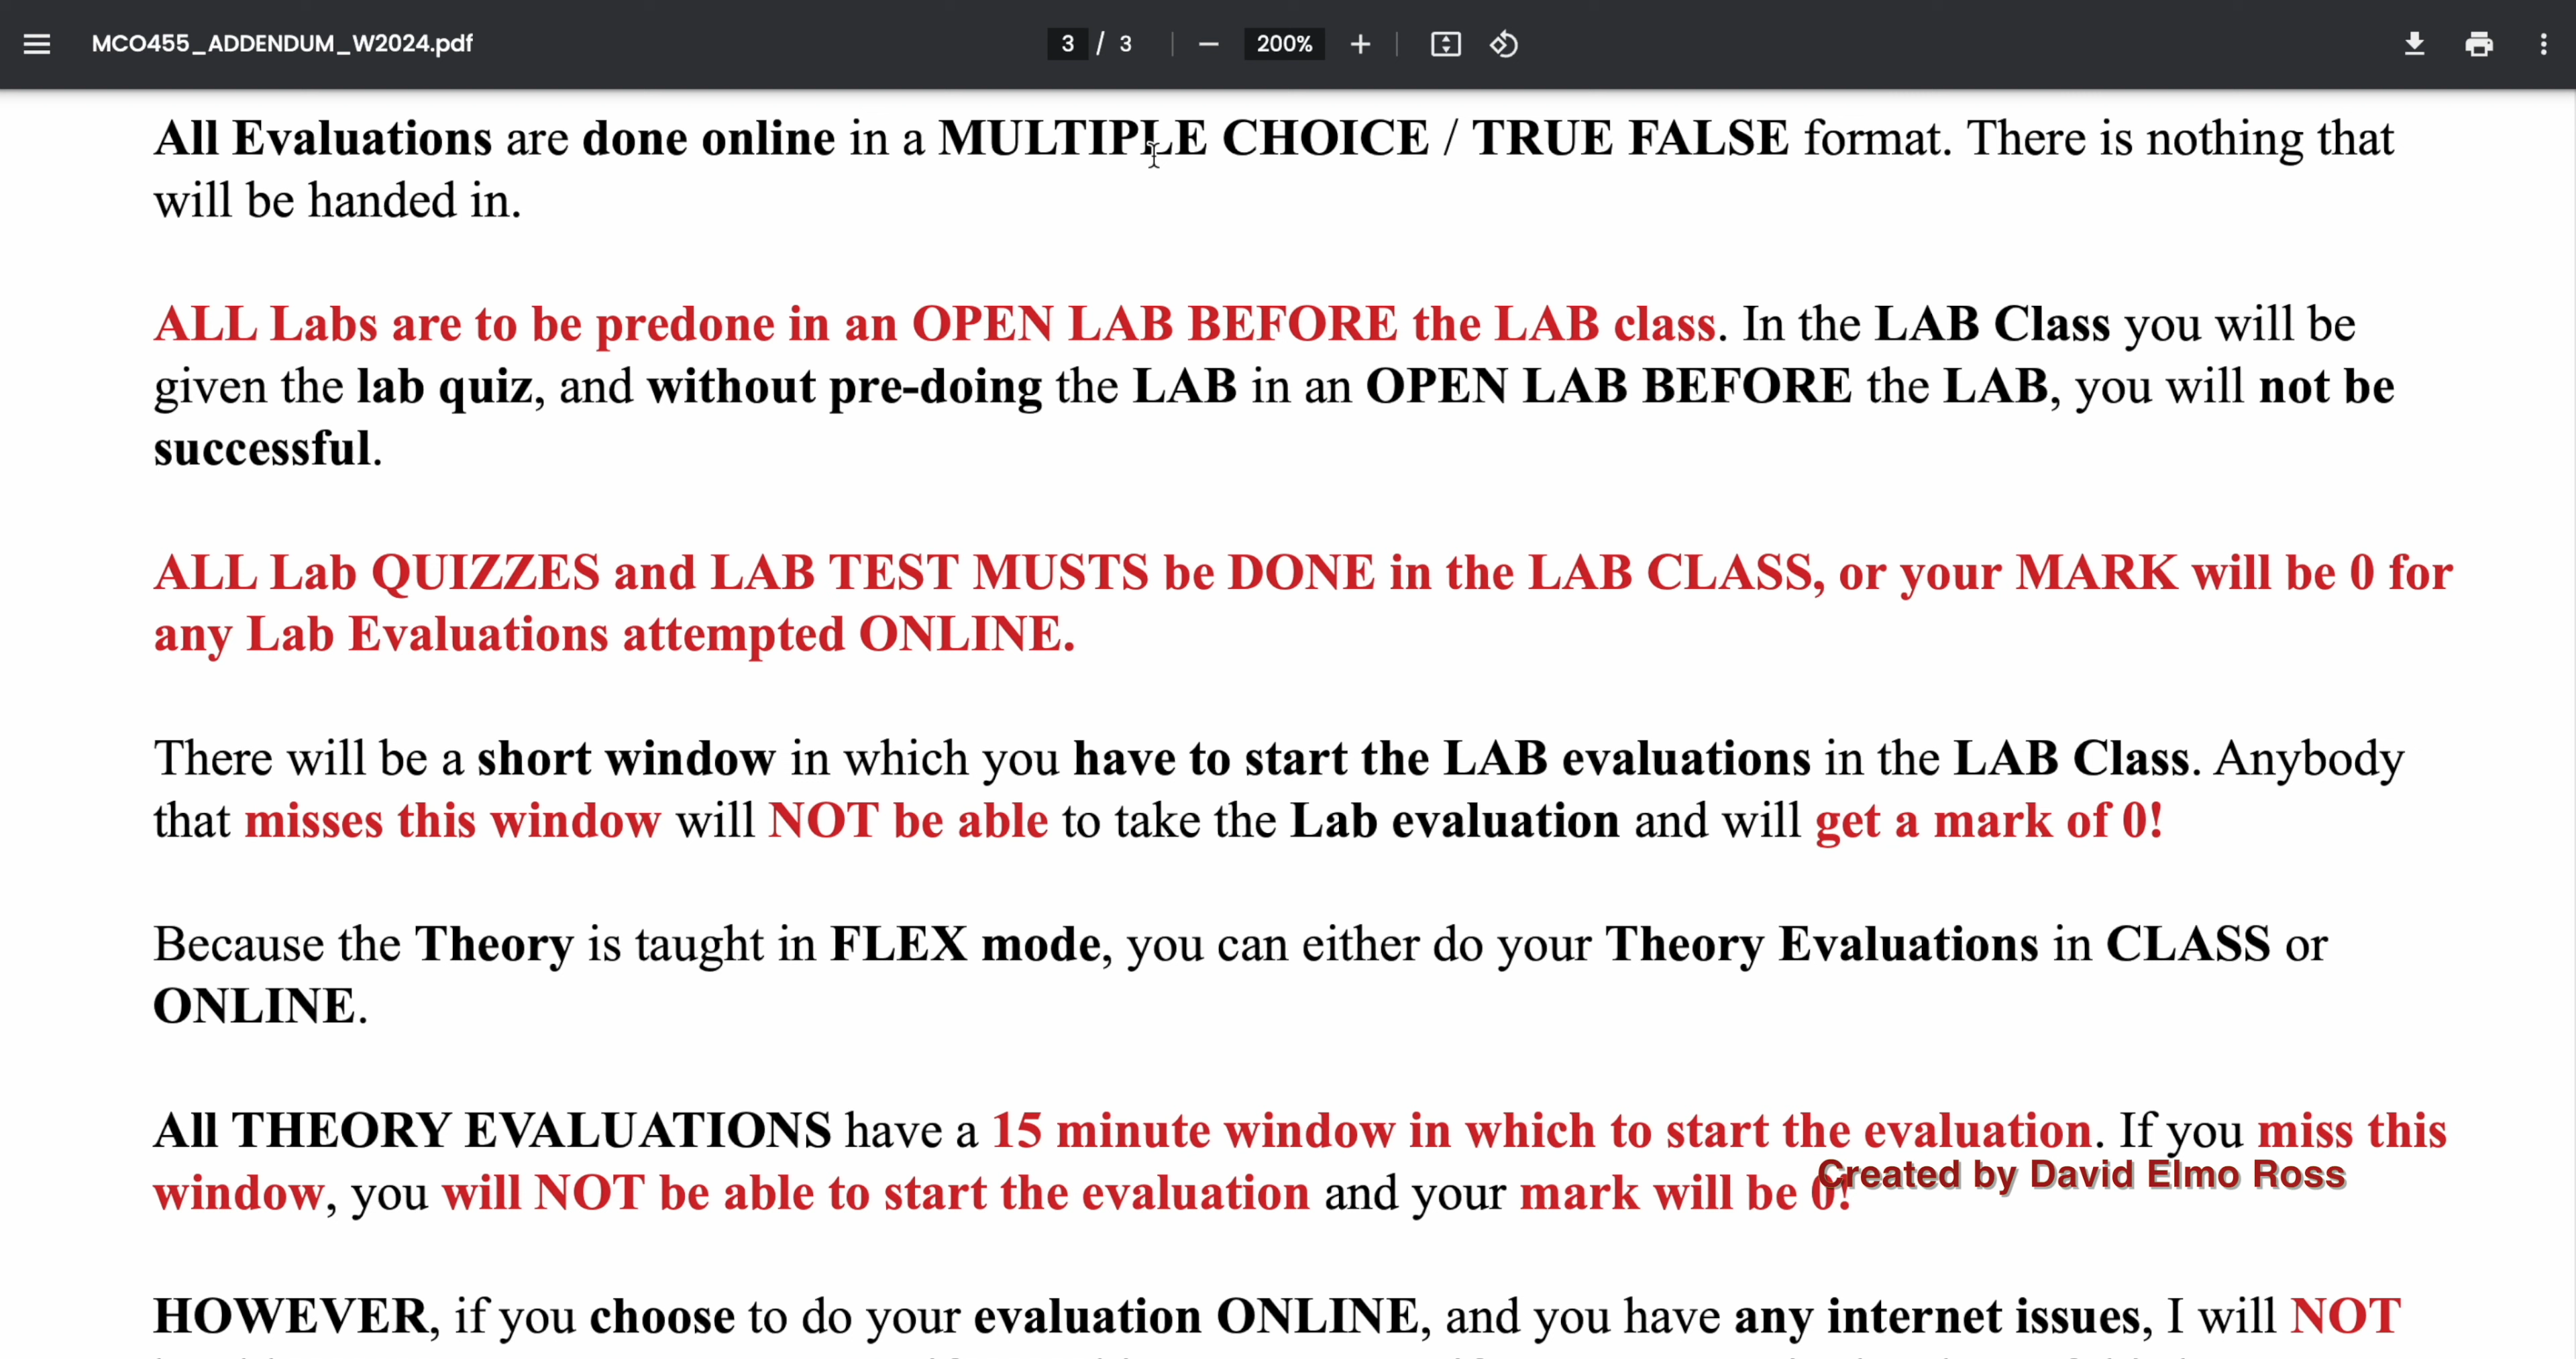 MCO455_ADDENDUM_W2024.pdf
3 / 3
200%
All Evaluations are done online in a MULTIPLE CHOICE / TRUE FALSE format. There is nothing that
will be handed in.
ALL Labs are to be predone in an OPEN LAB BEFORE the LAB class. In the LAB Class you will be
given the lab quiz, and without pre-doing the LAB in an OPEN LAB BEFORE the LAB, you will not be
successful.
ALL Lab QUIZZES and LAB TEST MUSTS be DONE in the LAB CLASS, or your MARK will be 0 for
any Lab Evaluations attempted ONLINE.
There will be a short window in which you have to start the LAB evaluations in the LAB Class. Anybody
that misses this window will NOT be able to take the Lab evaluation and will get a mark of 0!
Because the Theory is taught in FLEX mode, you can either do your Theory Evaluations in CLASS or
ONLINE.
All THEORY EVALUATIONS have a 15 minute window in which to start the evaluation. If you miss this
window, you will NOT be able to start the evaluation and your mark will be 0!
Created by David Elmo Ross
HOWEVER, if you choose to do your evaluation ONLINE, and you have any internet issues, I will NOT